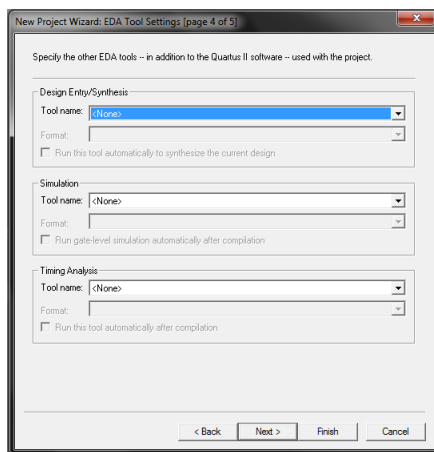 New Project Wizard: EDA Tool Settings [page 4 of 5]
Specify the other EDA tools -- in addition to the Quartus II software -- used with the project.
Design Entry/Synthesis
Tool name: <None>
Format:
Run this tool automatically to synthesize the current design
Simulation
Tool name: <None>
Format:
Run gate-level simulation automatically after compilation
Timing Analysis
Tool name: <None>
Format:
Run this tool automatically after compilation
< Back Next > Finish Cancel